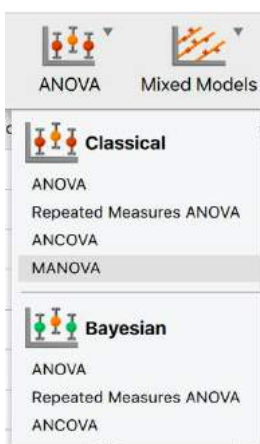 ANOVA
Mixed Models
Classical
ANOVA
Repeated Measures ANOVA
ANCOVA
MANOVA
Bayesian
ANOVA
Repeated Measures ANOVA
ANCOVA